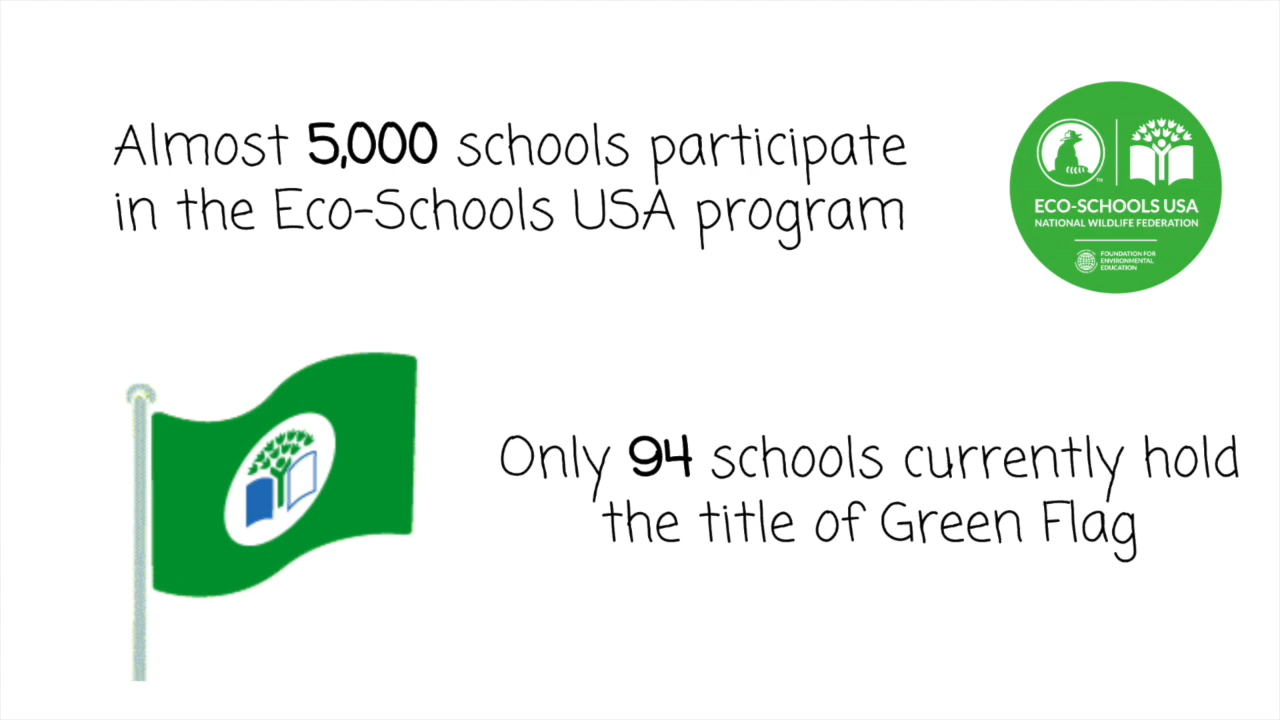 Almost 5,000 schools participate
in the Eco-Schools USA program
ECO-SCHOOLS USA
NATIONAL WILDLIFE FEDERATION
FOUNDATION FOR
ENVIRONMENTAL
EDUCATION
Only 94 schools currently hold
the title of Green Flag